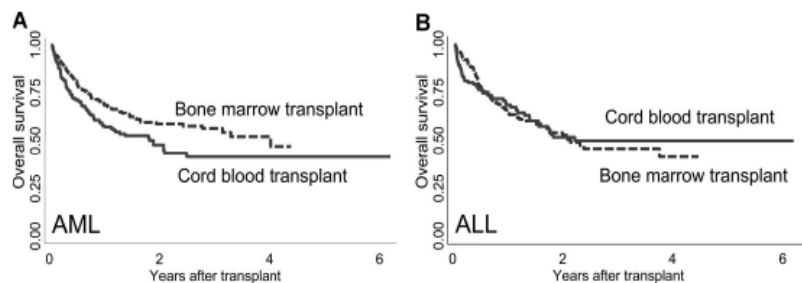 A
Overall survival
1.00
0.75
0.50
0.25
0.00
Bone marrow transplant
Cord blood transplant
AML
0 2 4 6
Years after transplant
B
Overall survival
1.00
0.75
0.50
0.25
0.00
Cord blood transplant
Bone marrow transplant
ALL
0 2 4 6
Years after transplant